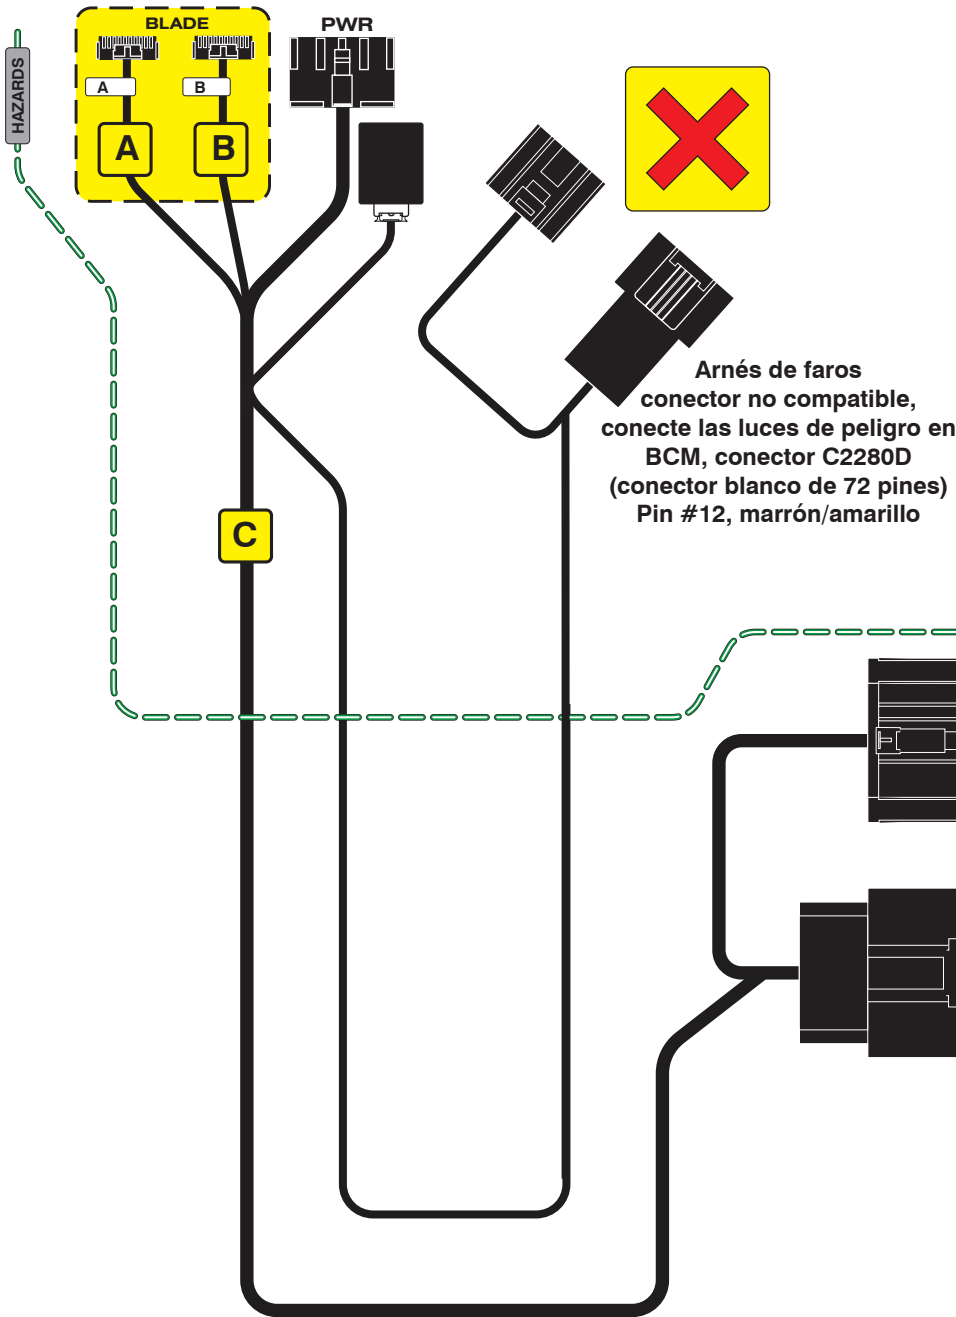 HAZARDS
BLADE
PWR
A
B
A
B
C
Arnés de faros
conector no compatible,
conecte las luces de peligro en
BCM, conector C2280D
(conector blanco de 72 pines)
Pin #12, marrón/amarillo